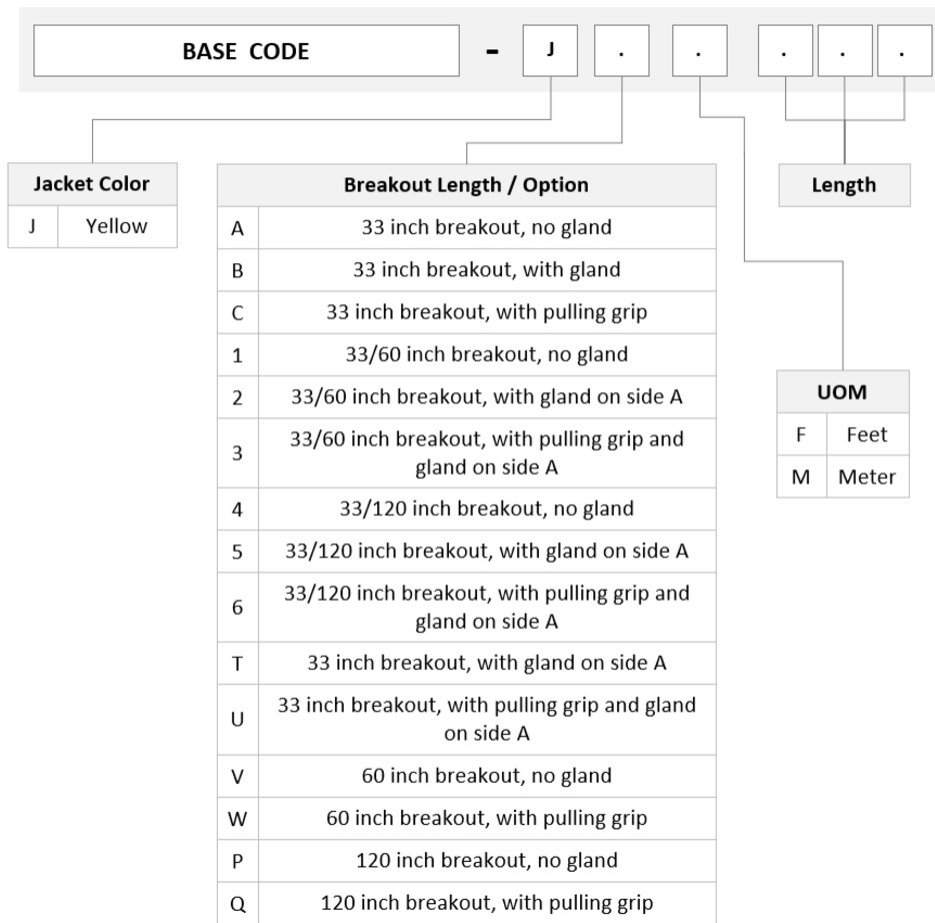 BASE CODE - J . . . . .
Jacket Color
J Yellow
Breakout Length / Option
A 33 inch breakout, no gland
B 33 inch breakout, with gland
C 33 inch breakout, with pulling grip
1 33/60 inch breakout, no gland
2 33/60 inch breakout, with gland on side A
3 33/60 inch breakout, with pulling grip and
gland on side A
4 33/120 inch breakout, no gland
5 33/120 inch breakout, with gland on side A
6 33/120 inch breakout, with pulling grip and
gland on side A
T 33 inch breakout, with gland on side A
U 33 inch breakout, with pulling grip and gland
on side A
V 60 inch breakout, no gland
W 60 inch breakout, with pulling grip
P 120 inch breakout, no gland
Q 120 inch breakout, with pulling grip
Length
UOM
F Feet
M Meter